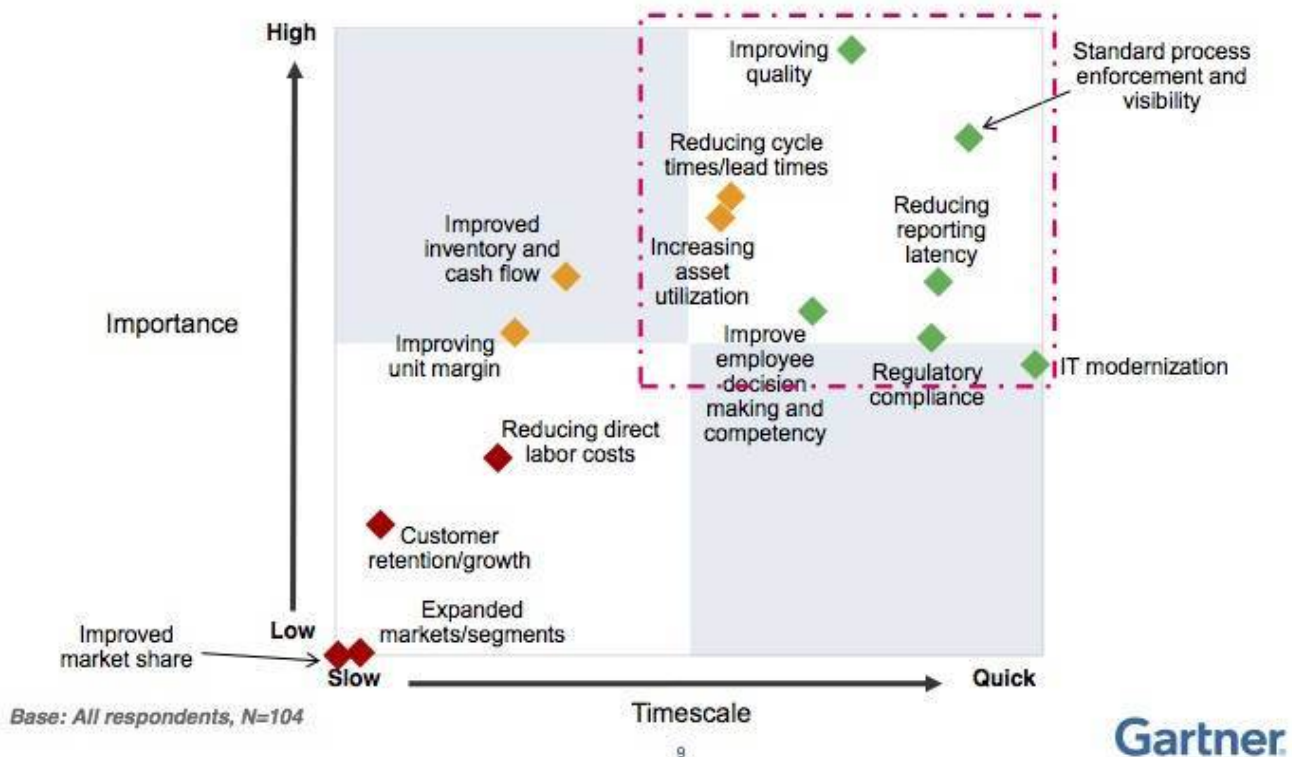 High
Improving
quality
Standard process
enforcement and
visibility
Reducing cycle
times/lead times
Reducing
reporting
latency
Improved
inventory and
cash flow
Increasing
asset
utilization
Importance
Improving
unit margin
Improve
employee
decision
making and
competency
Regulatory
compliance
IT modernization
Reducing direct
labor costs
Customer
retention/growth
Expanded
markets/segments
Low
Improved
market share
Slow
Quick
Timescale
Base: All respondents, N=104
9
Gartner.